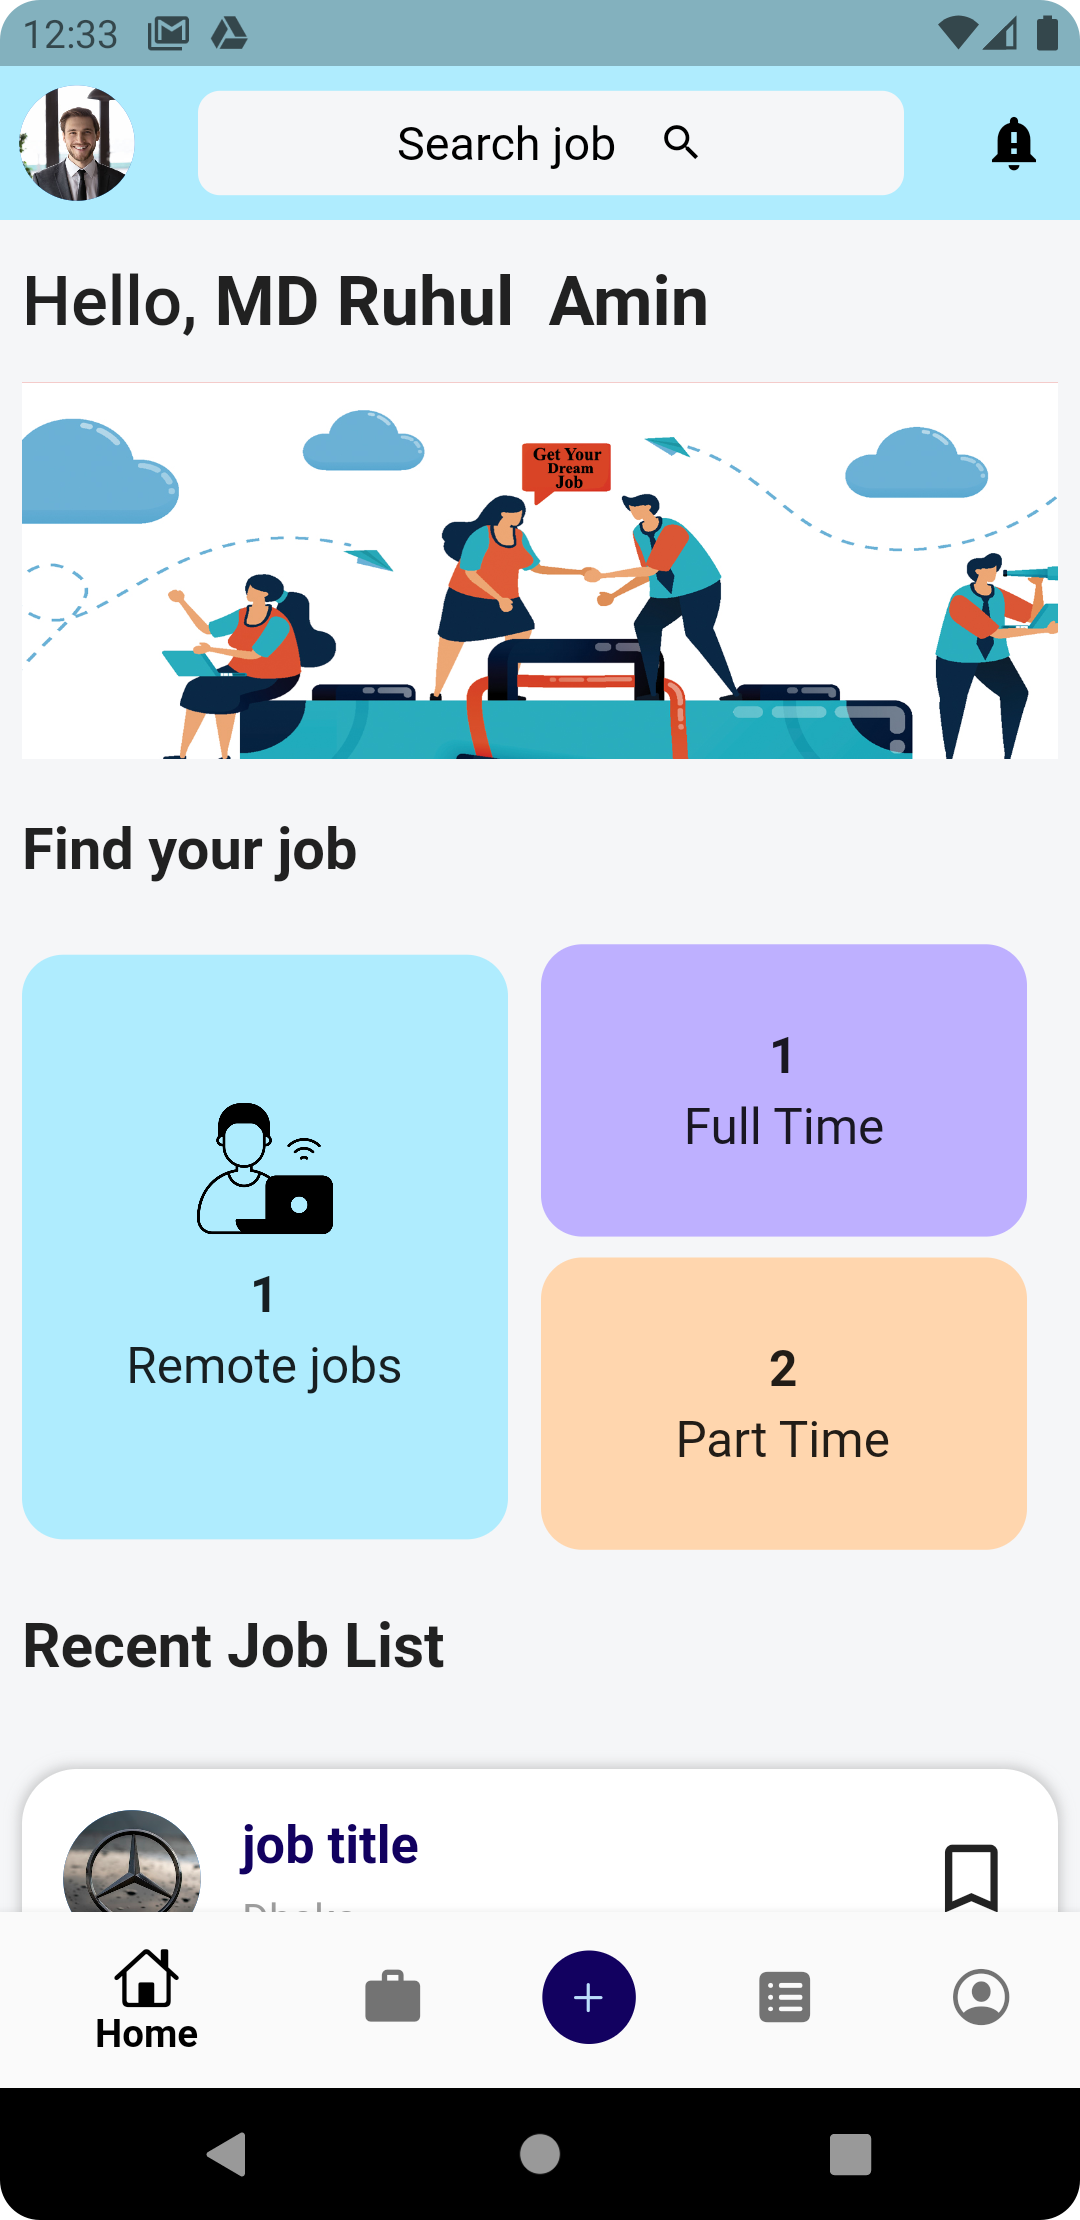 12:33
Search job
Hello, MD Ruhul  Amin
Get Your
Dream
Job
Find your job
1
Full Time
1
Remote jobs
2
Part Time
Recent Job List
job title
Dhaka
Home